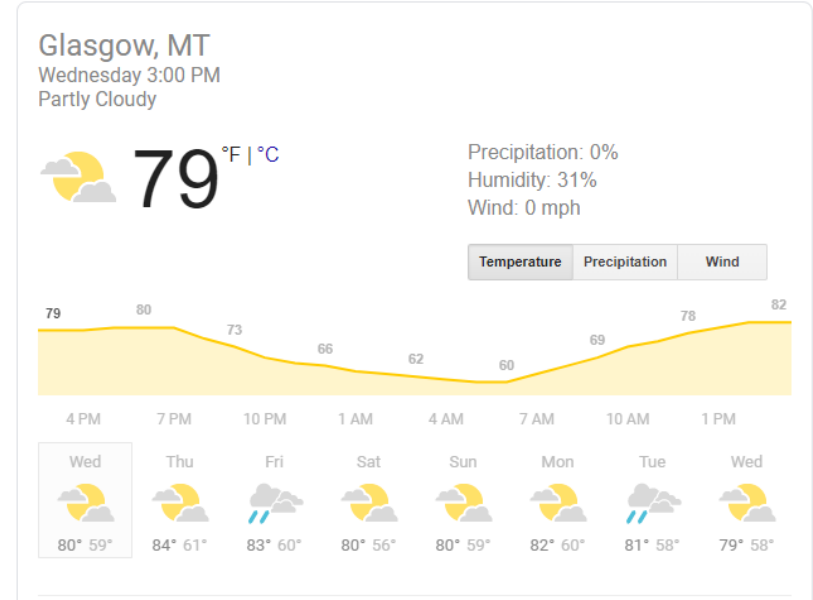 Glasgow, MT
Wednesday 3:00 PM
Partly Cloudy
79 °F | °C
Precipitation: 0%
Humidity: 31%
Wind: 0 mph
Temperature Precipitation Wind
79 80 73 66 62 60 69 78 82
4 PM 7 PM 10 PM 1 AM 4 AM 7 AM 10 AM 1 PM
Wed Thu Fri Sat Sun Mon Tue Wed
80° 59° 84° 61° 83° 60° 80° 56° 80° 59° 82° 60° 81° 58° 79° 58°